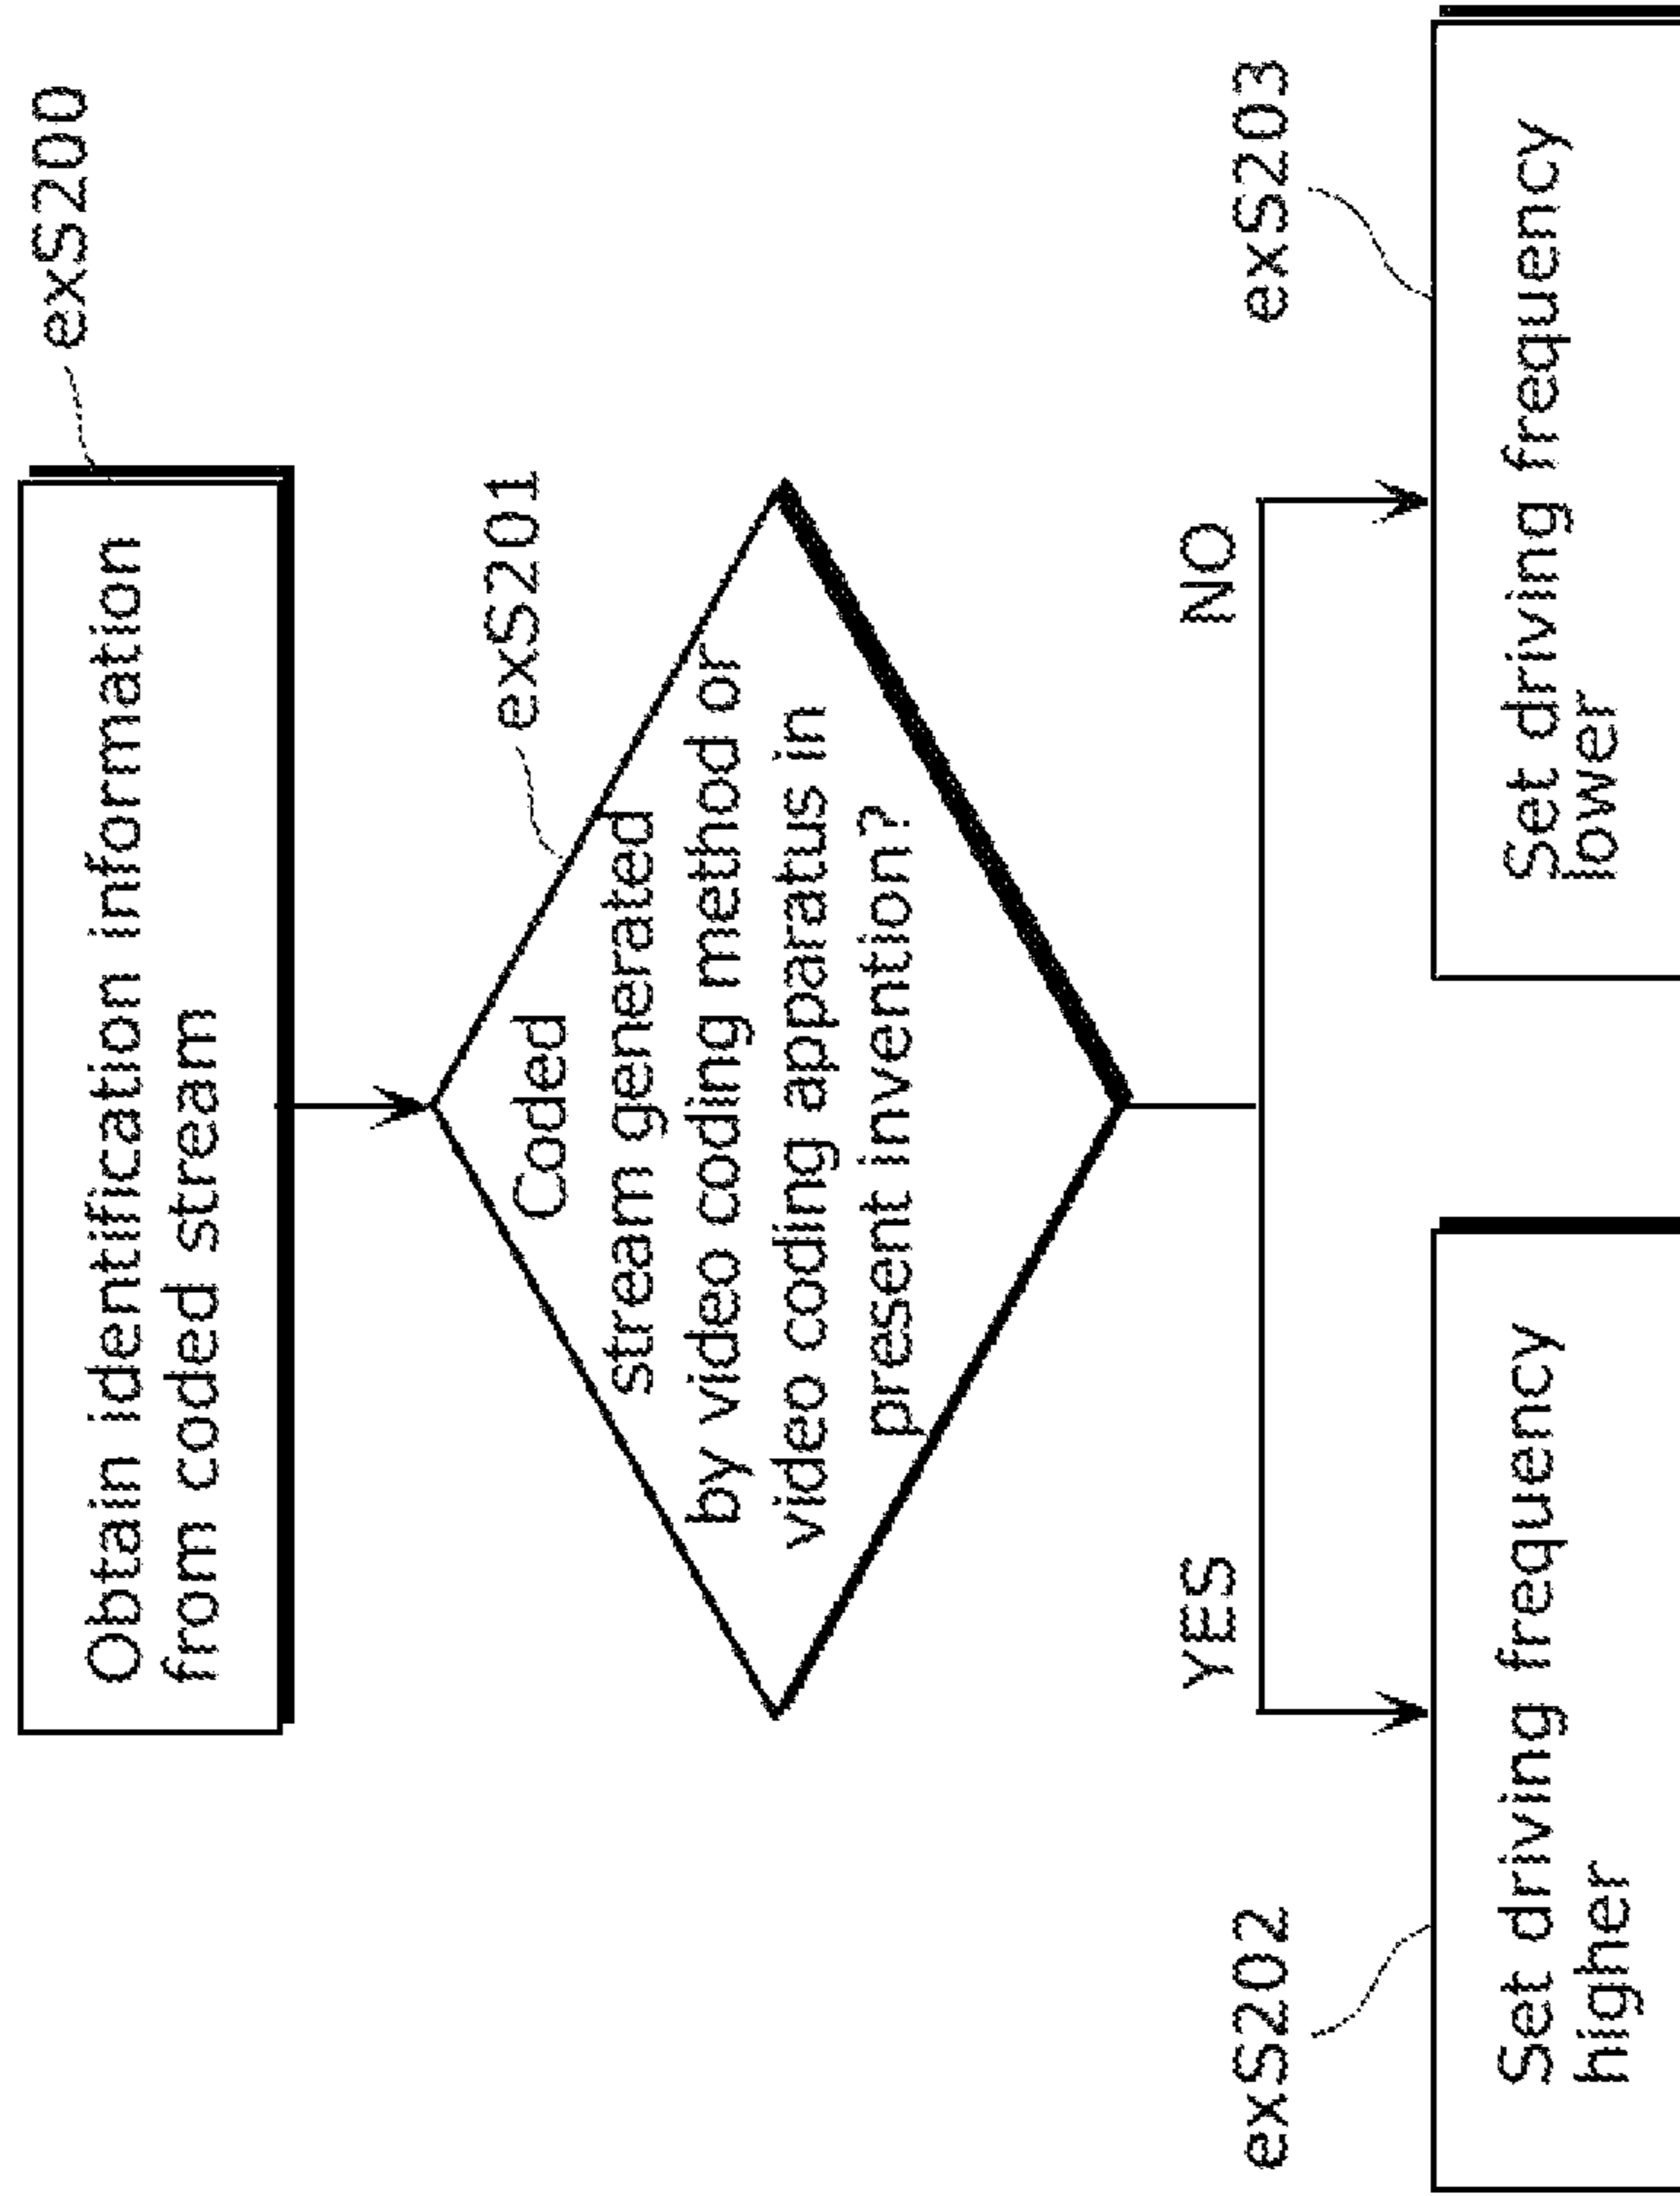 exS200
Obtain identification information
from coded stream
exS201
Coded
stream generated
by video coding method or
video coding apparatus in
present invention?
YES
NO
exS202
Set driving frequency
higher
exS203
Set driving frequency
lower